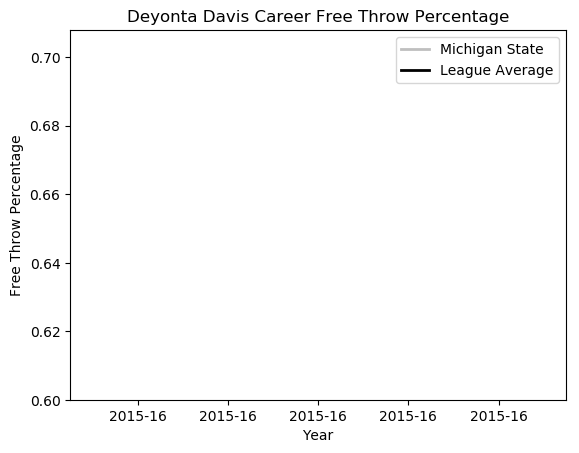 Deyonta Davis Career Free Throw Percentage
Michigan State
League Average
Free Throw Percentage
0.70
0.68
0.66
0.64
0.62
0.60
2015-16 2015-16 2015-16 2015-16 2015-16
Year